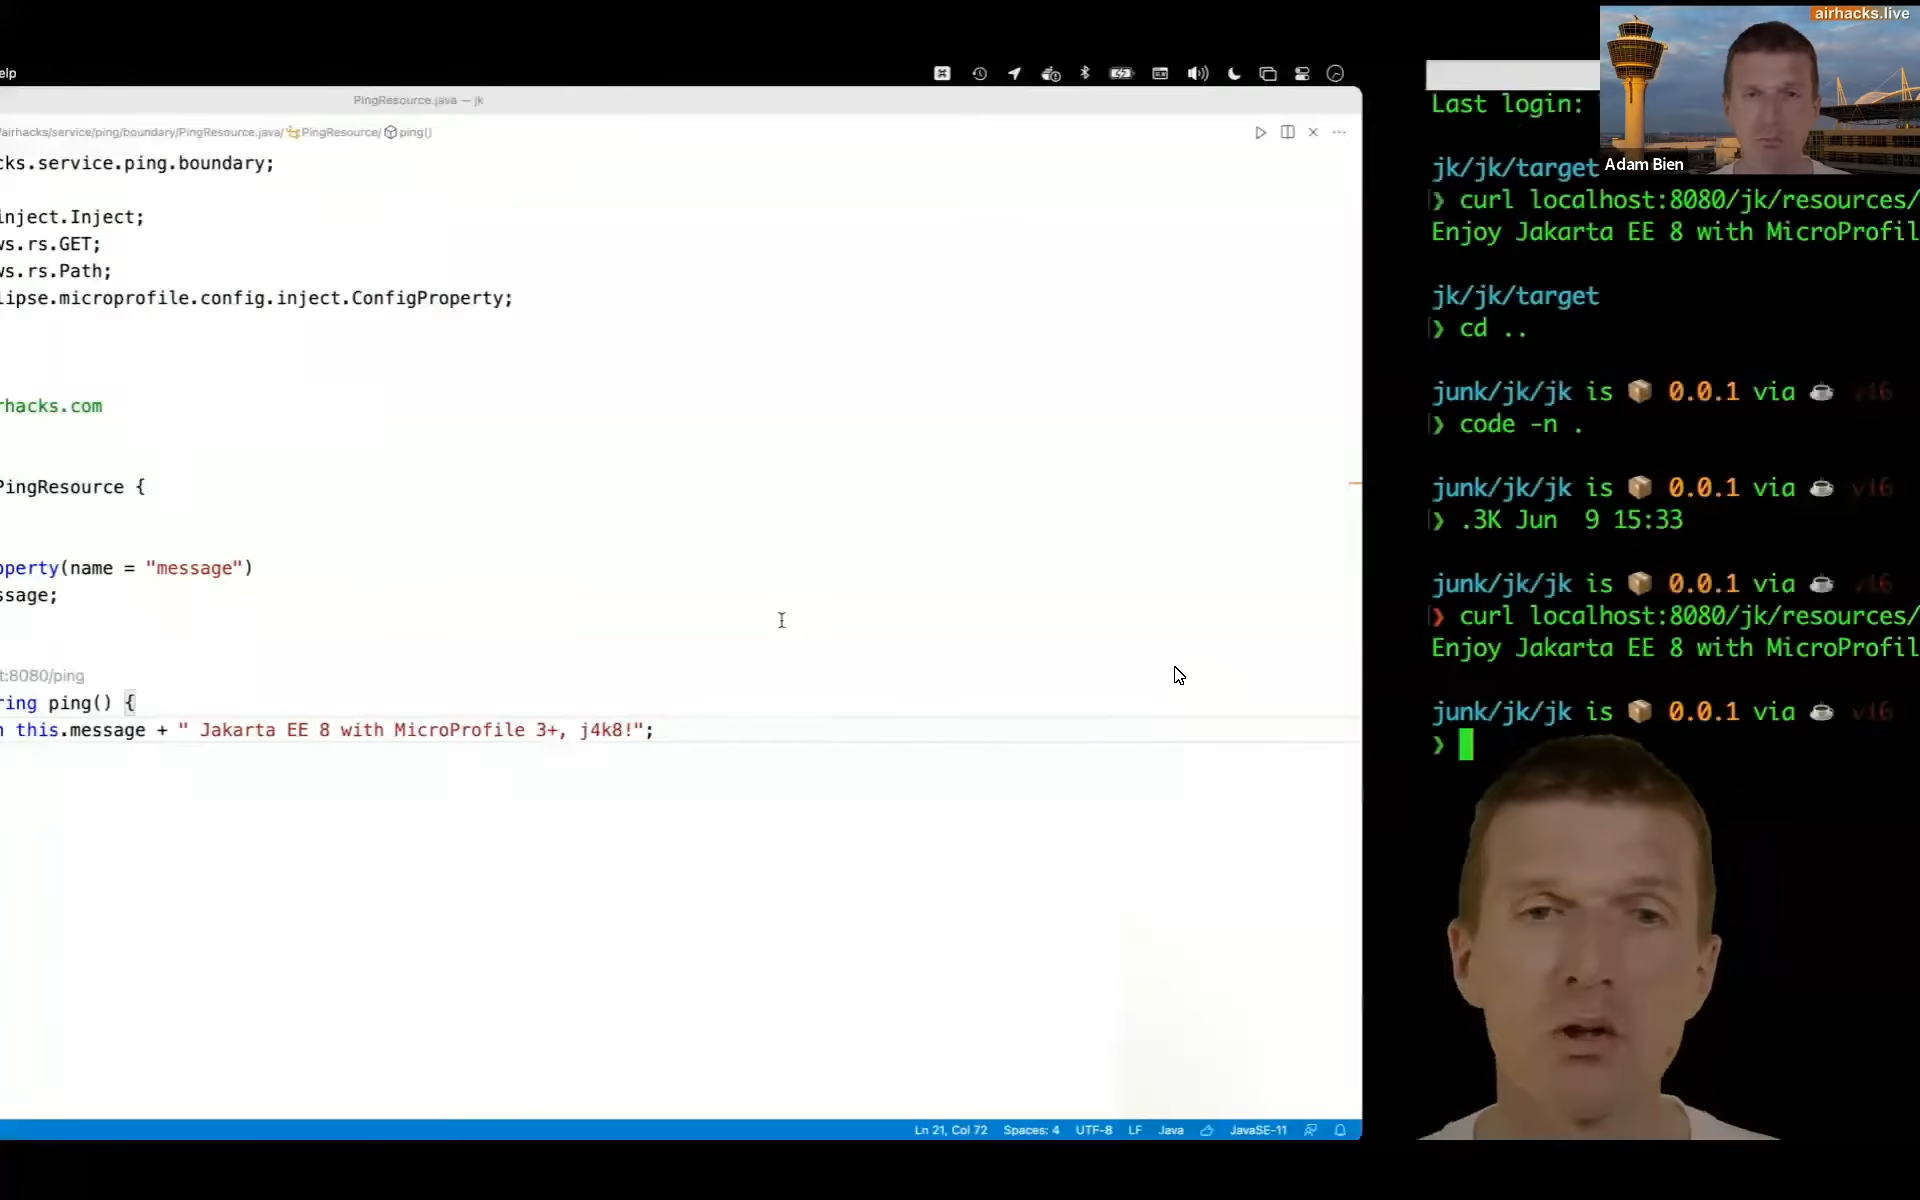 elp
PingResource.java — jk
airhacks/service/ping/boundary/PingResource.java/ PingResource/ ping()
cks.service.ping.boundary;
inject.Inject;
ws.rs.GET;
ws.rs.Path;
lipse.microprofile.config.inject.ConfigProperty;
rhacks.com
PingResource {
operty(name = "message")
ssage;
t:8080/ping
ring ping() {
n this.message + " Jakarta EE 8 with MicroProfile 3+, j4k8!";
Ln 21, Col 72 Spaces: 4 UTF-8 LF Java JavaSE-11
airhacks.live
Adam Bien
Last login:
jk/jk/target
❯ curl localhost:8080/jk/resources/
Enjoy Jakarta EE 8 with MicroProfil
jk/jk/target
❯ cd ..
junk/jk/jk is 📦 0.0.1 via ☕ v16
❯ code -n .
junk/jk/jk is 📦 0.0.1 via ☕ v16
❯ .3K Jun  9 15:33
junk/jk/jk is 📦 0.0.1 via ☕ v16
❯ curl localhost:8080/jk/resources/
Enjoy Jakarta EE 8 with MicroProfil
junk/jk/jk is 📦 0.0.1 via ☕ v16
❯